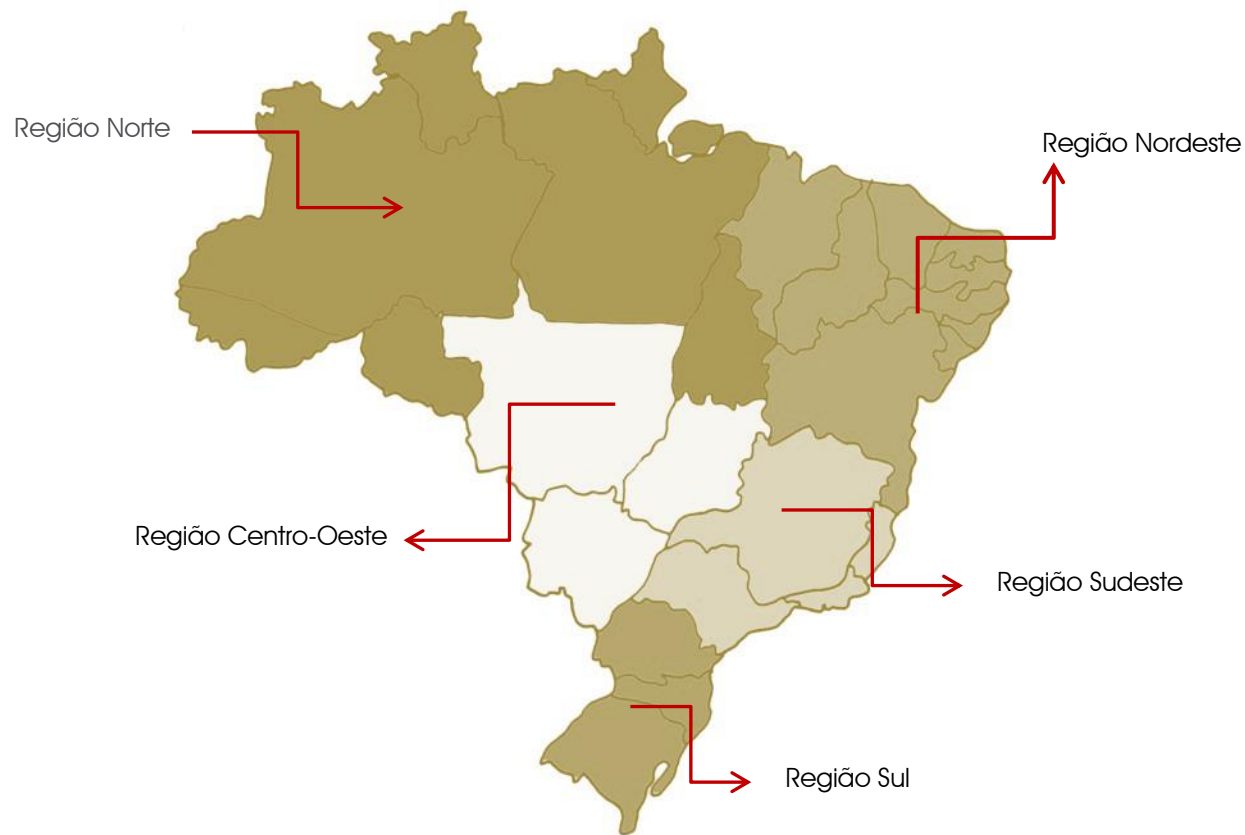 Região Norte
Região Nordeste
Região Centro-Oeste
Região Sudeste
Região Sul